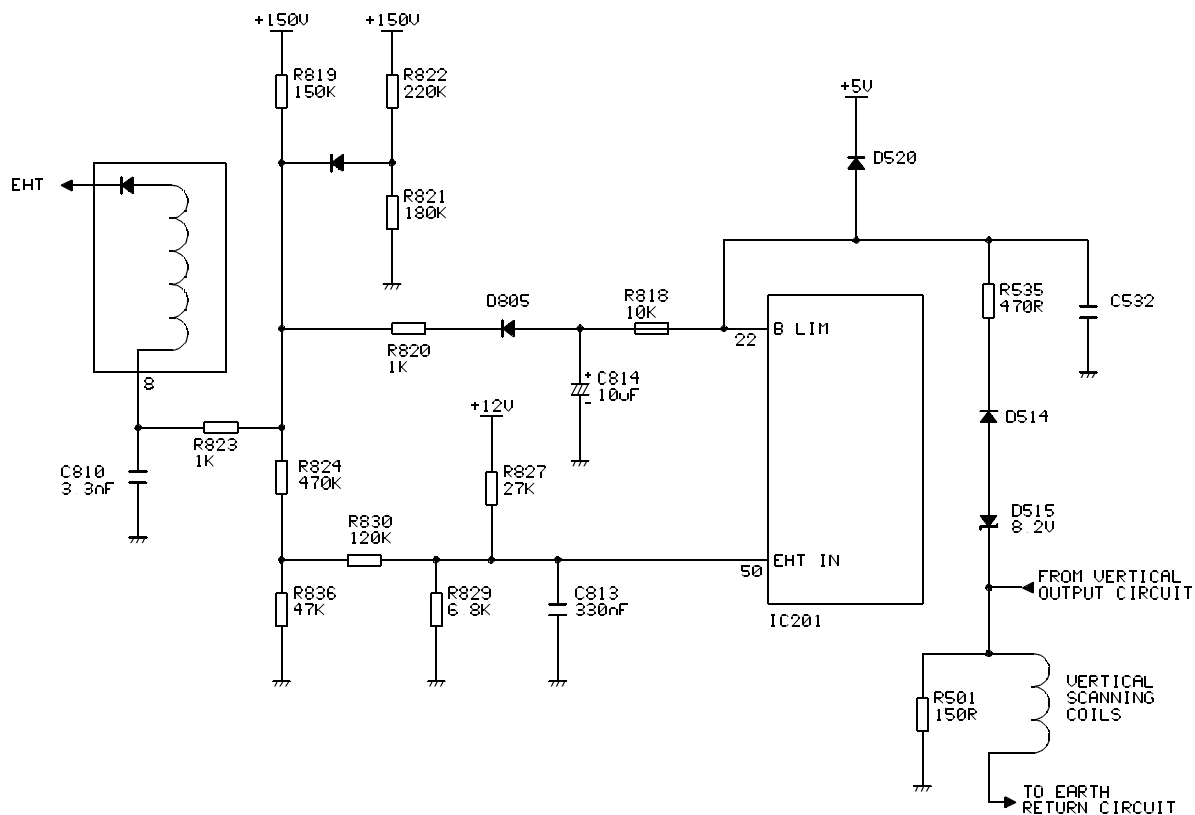 +150V
+150V
R819
150K
R822
220K
+5V
D520
EHT
R821
180K
D805
R818
10K
R535
470R
C532
B LIM
22
R820
1K
8
C814
+
10uF
-
+12V
D514
R823
1K
C810
3.3nF
R824
470K
R827
27K
D515
8.2V
R830
120K
EHT IN
50
FROM VERTICAL
OUTPUT CIRCUIT
R836
47K
R829
6.8K
C813
330nF
IC201
VERTICAL
SCANNING
COILS
R501
150R
TO EARTH
RETURN CIRCUIT